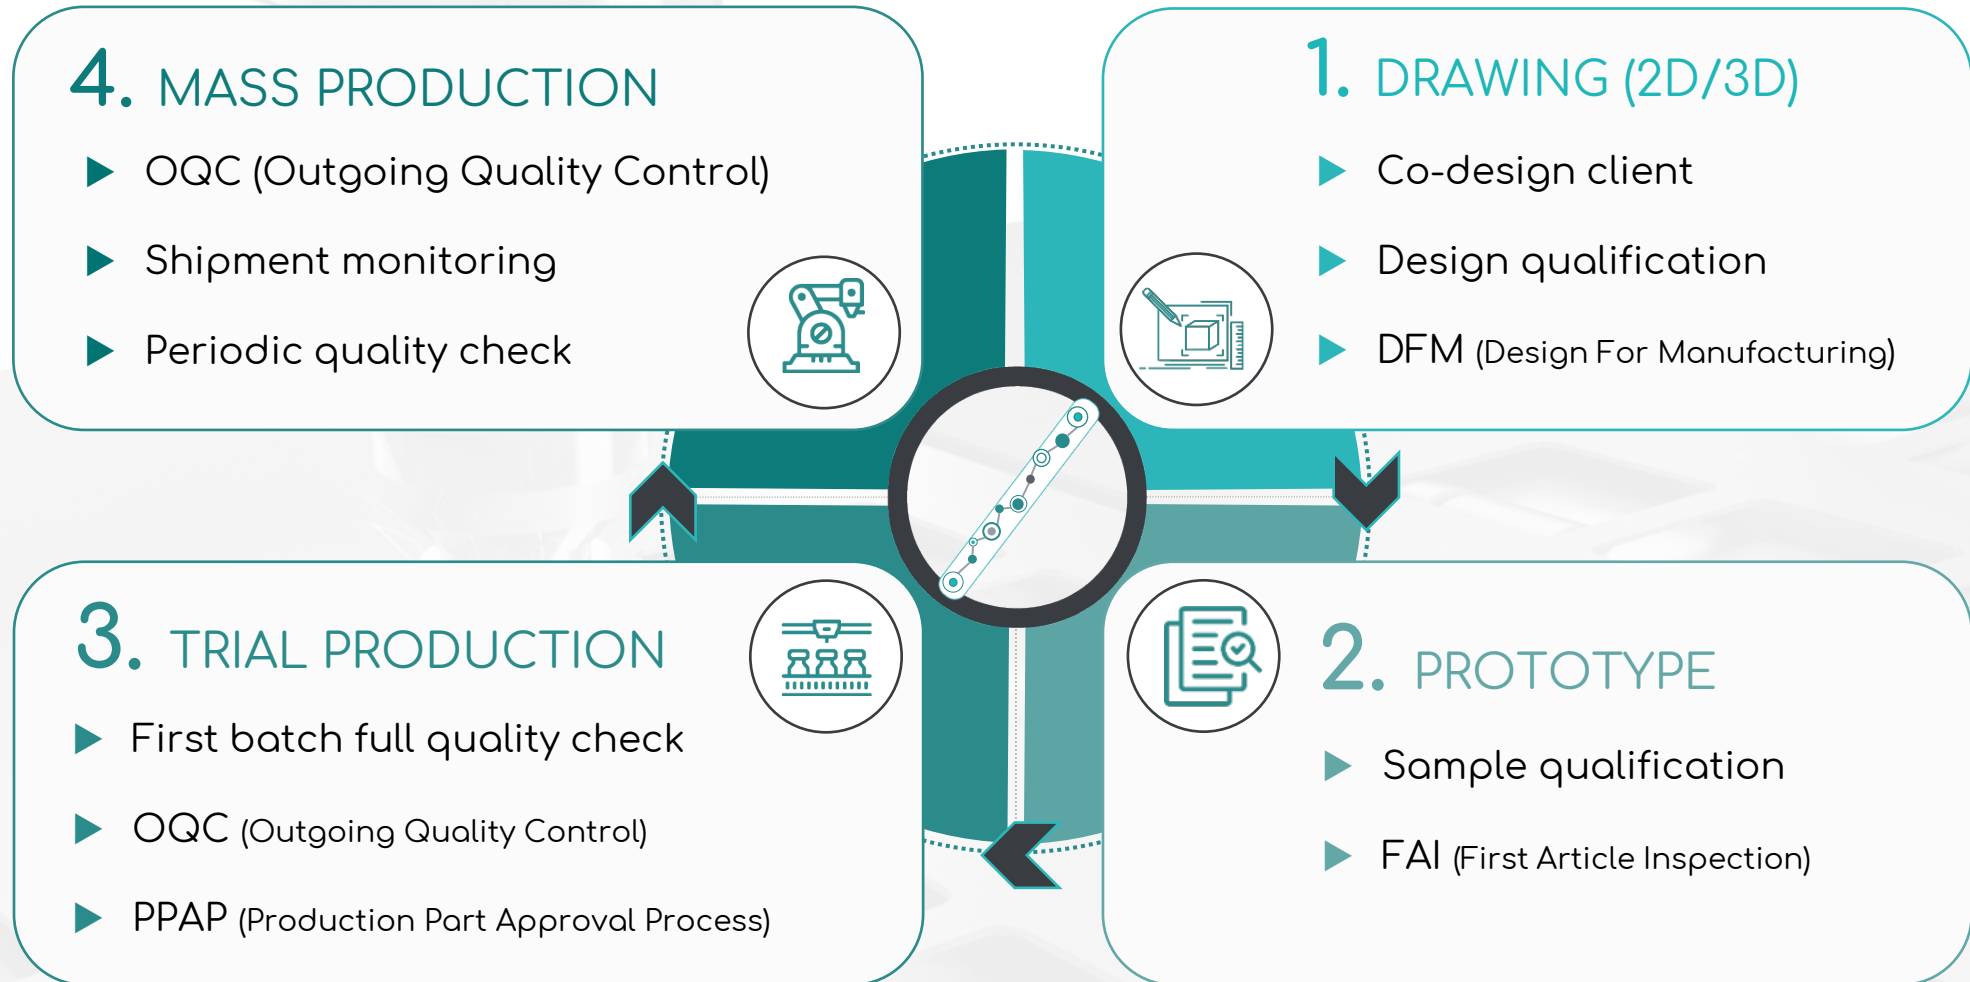 4. MASS PRODUCTION
OQC (Outgoing Quality Control)
Shipment monitoring
Periodic quality check
1. DRAWING (2D/3D)
Co-design client
Design qualification
DFM (Design For Manufacturing)
3. TRIAL PRODUCTION
First batch full quality check
OQC (Outgoing Quality Control)
PPAP (Production Part Approval Process)
2. PROTOTYPE
Sample qualification
FAI (First Article Inspection)